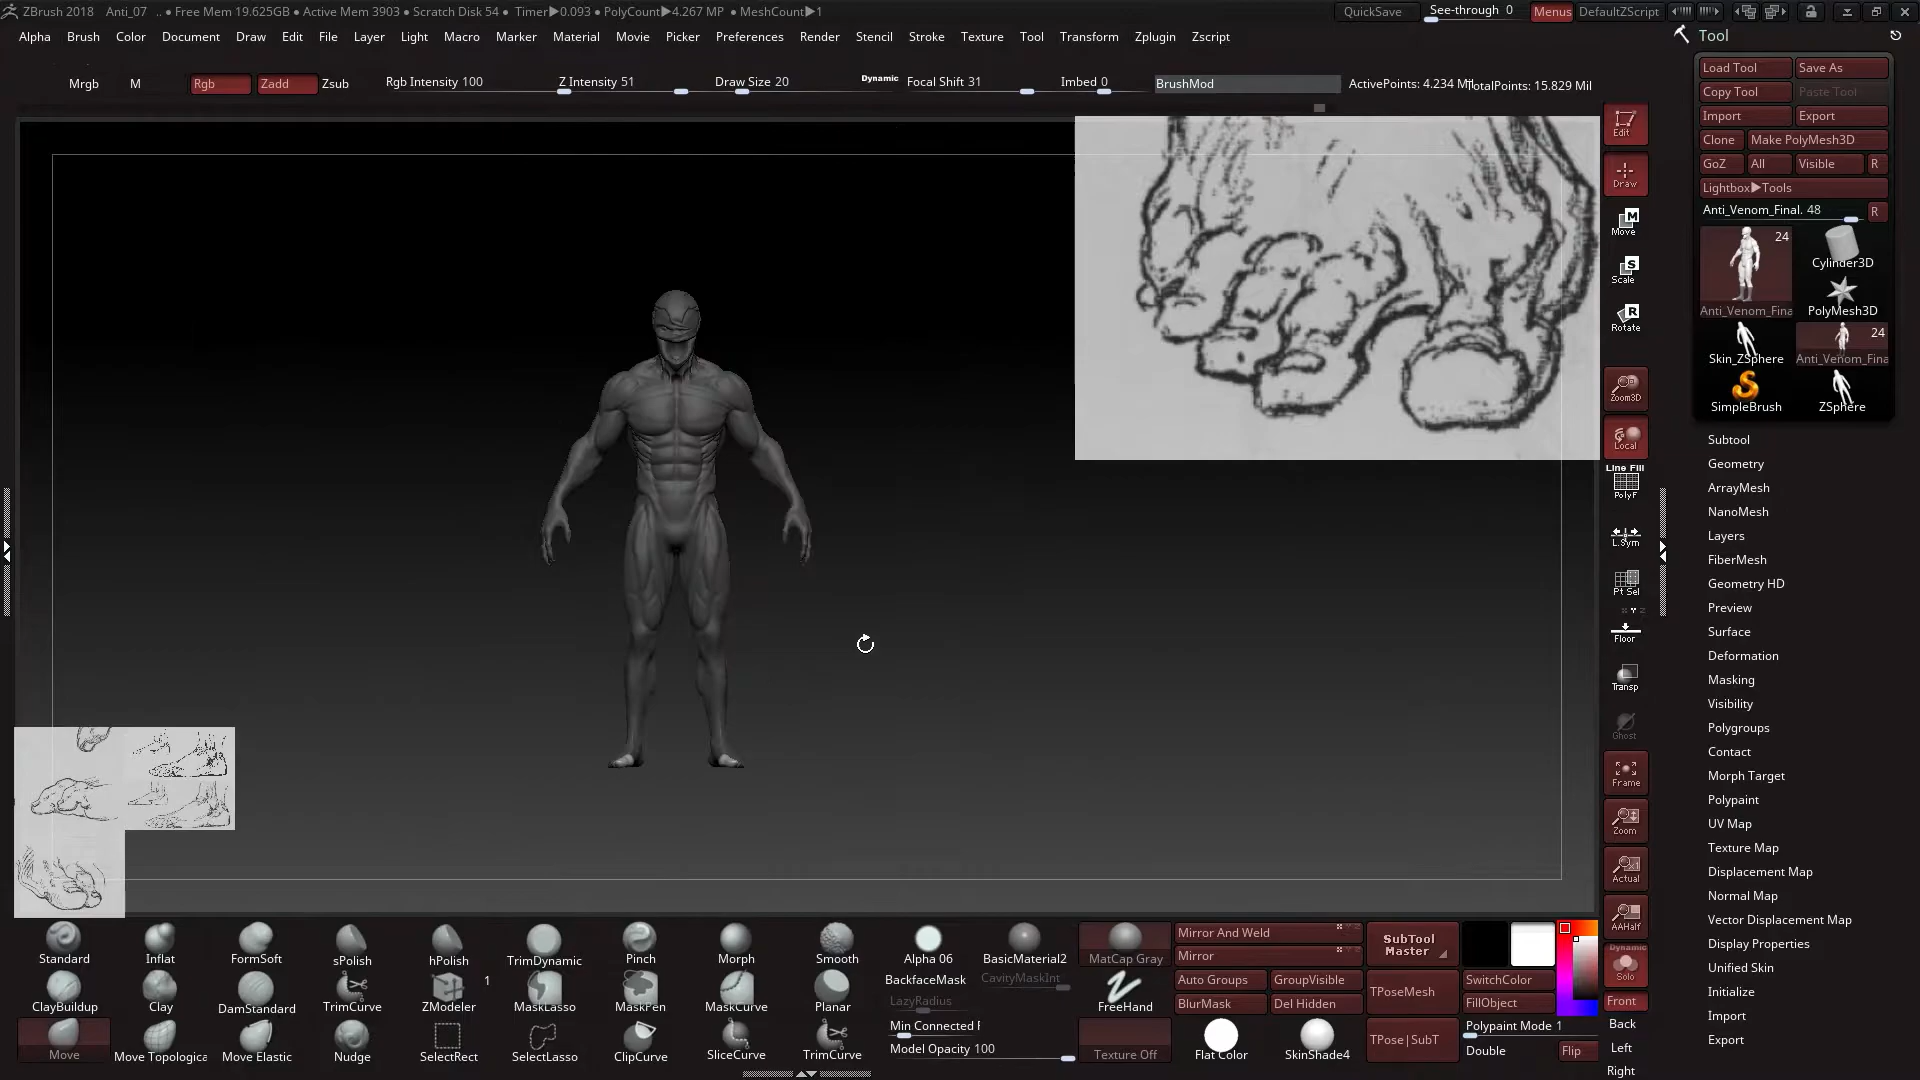 ZBrush 2018 Anti_07 .. • Free Mem 19.625GB • Active Mem 3903 • Scratch Disk 54 • Timer▶0.093 • PolyCount▶4.267 MP • MeshCount▶1 QuickSave See-through 0 Menus DefaultZScript
Alpha Brush Color Document Draw Edit File Layer Light Macro Marker Material Movie Picker Preferences Render Stencil Stroke Texture Tool Transform Zplugin Zscript
Mrgb M Rgb Zadd Zsub Rgb Intensity 100 Z Intensity 51 Draw Size 20 Dynamic Focal Shift 31 Imbed 0 BrushMod ActivePoints: 4.234 Mil TotalPoints: 15.829 Mil
Edit
Draw
Move
Scale
Rotate
Zoom3D
Local
Line Fill
PolyF
L.Sym
Pt Sel
Floor
Transp
Ghost
Frame
Zoom
Actual
AAHalf
Dynamic
Solo
Front
Back
Left
Right
Tool
Load Tool Save As
Copy Tool Paste Tool
Import Export
Clone Make PolyMesh3D
GoZ All Visible R
Lightbox▶Tools
Anti_Venom_Final. 48 R
24
Anti_Venom_Fina
Cylinder3D
PolyMesh3D
Skin_ZSphere
24
Anti_Venom_Fina
SimpleBrush
ZSphere
Subtool
Geometry
ArrayMesh
NanoMesh
Layers
FiberMesh
Geometry HD
Preview
Surface
Deformation
Masking
Visibility
Polygroups
Contact
Morph Target
Polypaint
UV Map
Texture Map
Displacement Map
Normal Map
Vector Displacement Map
Display Properties
Unified Skin
Initialize
Import
Export
Standard Inflat FormSoft sPolish hPolish TrimDynamic Pinch Morph Smooth Alpha 06 BasicMaterial2 MatCap Gray
ClayBuildup Clay DamStandard TrimCurve ZModeler 1 MaskLasso MaskPen MaskCurve Planar
Move Move Topologica Move Elastic Nudge SelectRect SelectLasso ClipCurve SliceCurve TrimCurve
BackfaceMask CavityMaskInt
LazyRadius
Min Connected P
Model Opacity 100
FreeHand
Texture Off
Mirror And Weld
Mirror
Auto Groups GroupVisible
BlurMask Del Hidden
Flat Color SkinShade4
SubTool
Master
TPoseMesh
TPose|SubT
SwitchColor
FillObject
Polypaint Mode 1
Double Flip